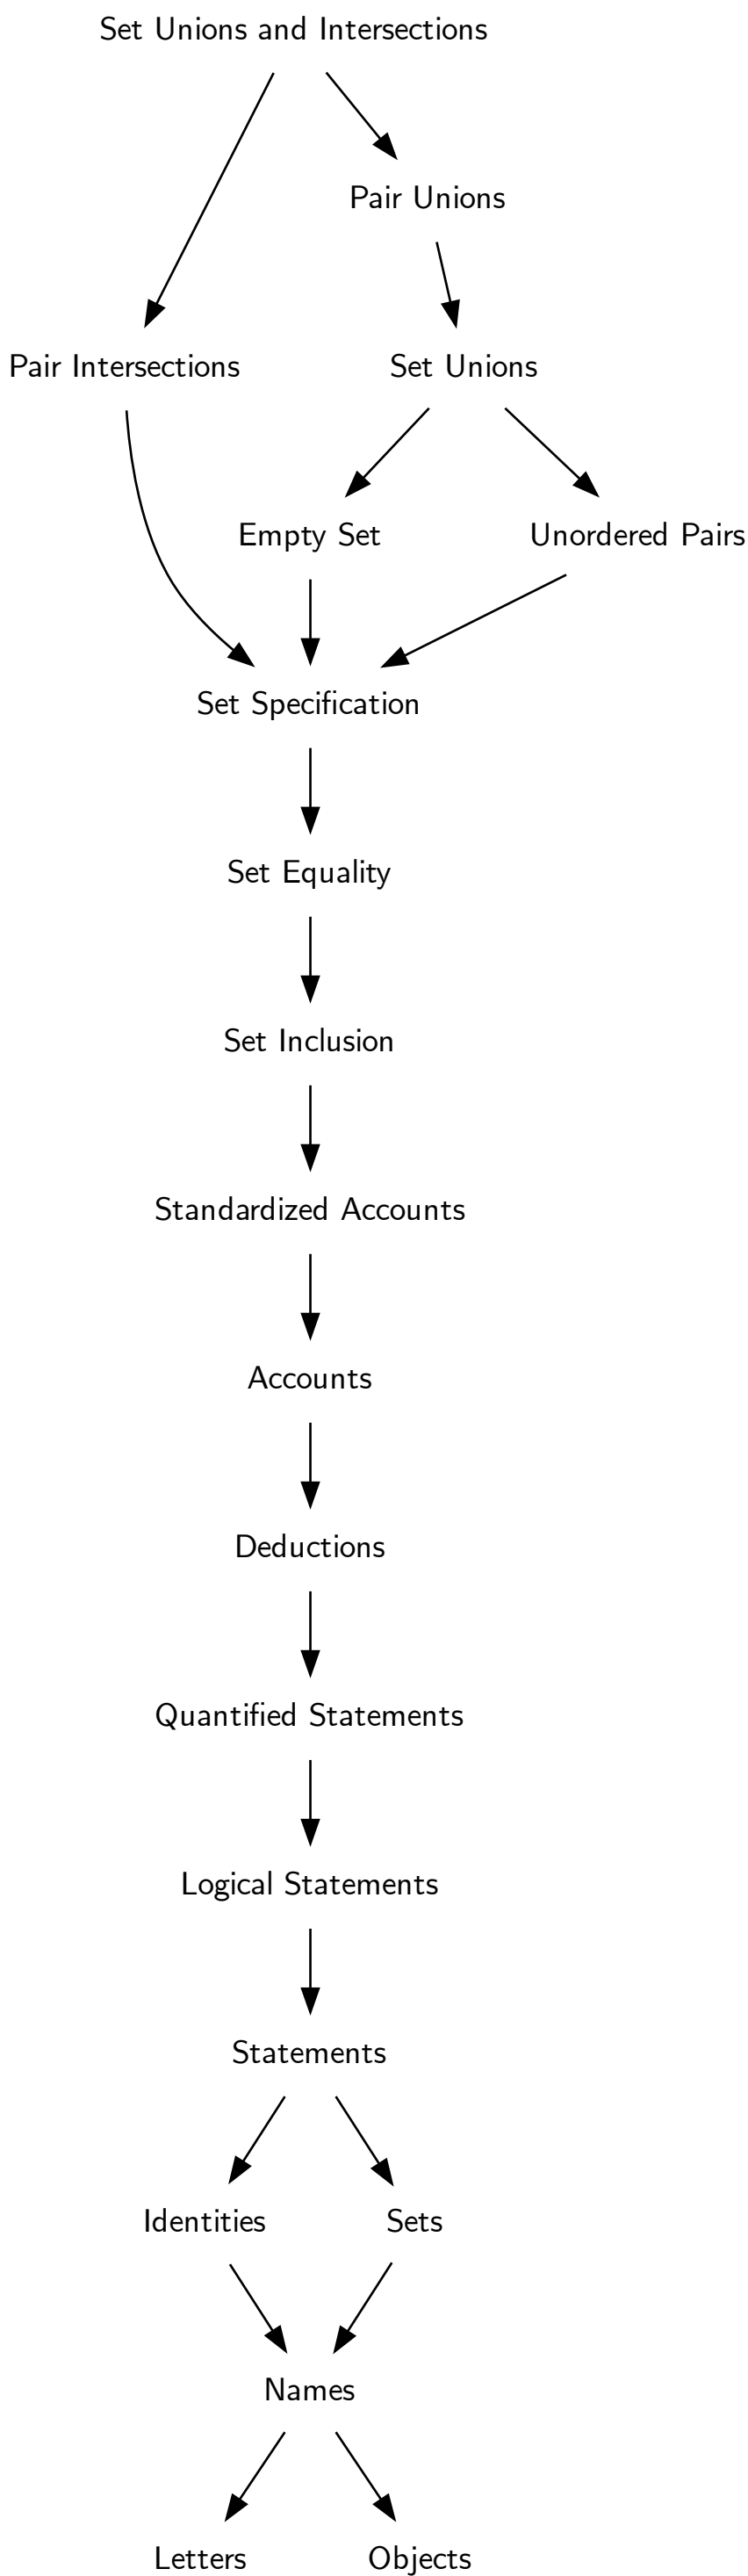 Set Unions and Intersections
Pair Unions
Pair Intersections
Set Unions
Empty Set
Unordered Pairs
Set Specification
Set Equality
Set Inclusion
Standardized Accounts
Accounts
Deductions
Quantified Statements
Logical Statements
Statements
Identities
Sets
Names
Letters
Objects